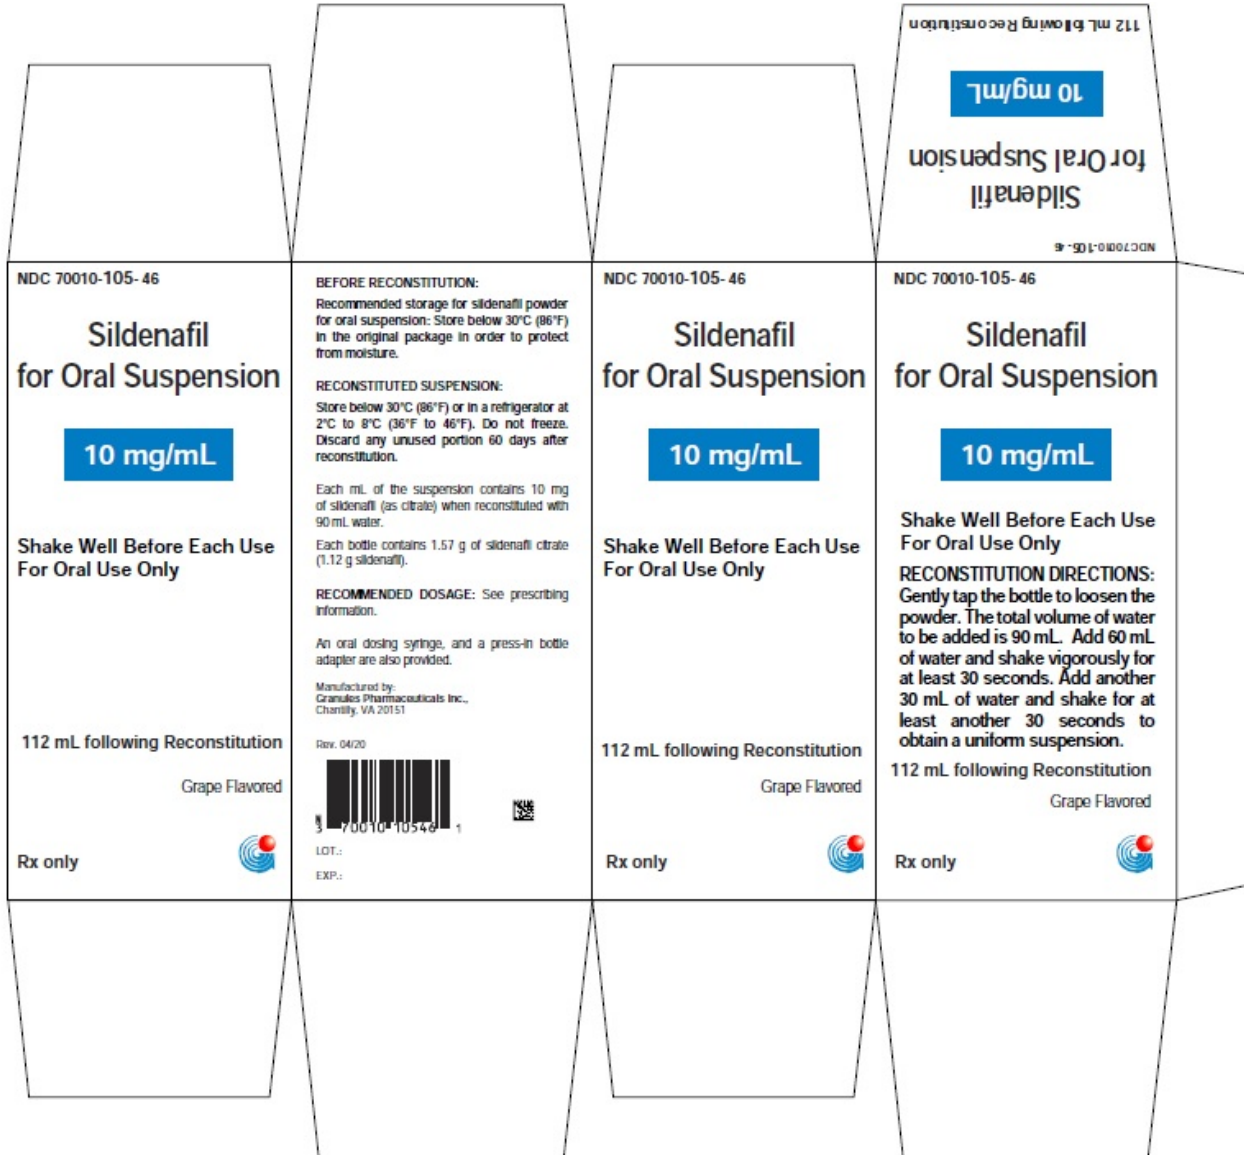 112 mL following Reconstitution
10 mg/mL
for Oral Suspension
Sildenafil
NDC 70010-105-46
NDC 70010-105-46
Sildenafil
for Oral Suspension
10 mg/mL
Shake Well Before Each Use
For Oral Use Only
112 mL following Reconstitution
Grape Flavored
Rx only
BEFORE RECONSTITUTION:
Recommended storage for sildenafil powder
for oral suspension: Store below 30°C (86°F)
in the original package in order to protect
from moisture.
RECONSTITUTED SUSPENSION:
Store below 30°C (86°F) or in a refrigerator at
2°C to 8°C (36°F to 46°F). Do not freeze.
Discard any unused portion 60 days after
reconstitution.
Each mL of the suspension contains 10 mg
of sildenafil (as citrate) when reconstituted with
90 mL water.
Each bottle contains 1.57 g of sildenafil citrate
(1.12 g sildenafil).
RECOMMENDED DOSAGE: See prescribing
information.
An oral dosing syringe, and a press-in bottle
adapter are also provided.
Manufactured by:
Granules Pharmaceuticals Inc.,
Chantilly, VA 20151
Rev. 04/20
3 70010 10546 1
LOT.:
EXP.:
NDC 70010-105-46
Sildenafil
for Oral Suspension
10 mg/mL
Shake Well Before Each Use
For Oral Use Only
112 mL following Reconstitution
Grape Flavored
Rx only
NDC 70010-105-46
Sildenafil
for Oral Suspension
10 mg/mL
Shake Well Before Each Use
For Oral Use Only
RECONSTITUTION DIRECTIONS:
Gently tap the bottle to loosen the
powder. The total volume of water
to be added is 90 mL. Add 60 mL
of water and shake vigorously for
at least 30 seconds. Add another
30 mL of water and shake for at
least another 30 seconds to
obtain a uniform suspension.
112 mL following Reconstitution
Grape Flavored
Rx only